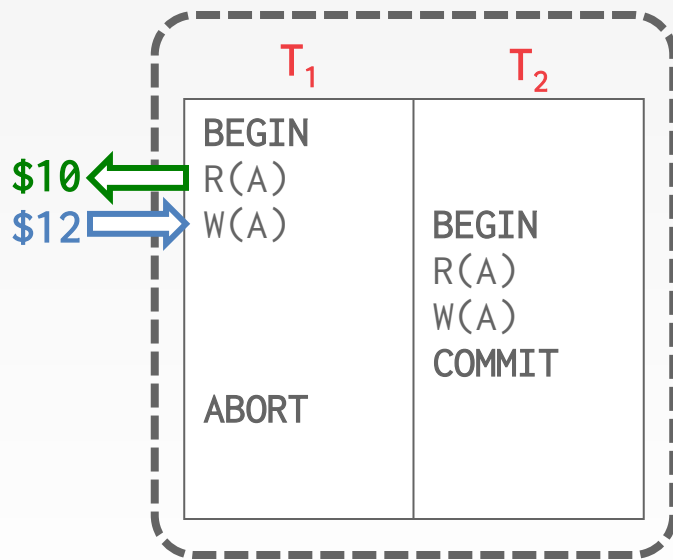 T1 T2
BEGIN
$10 R(A)
$12 W(A) BEGIN
R(A)
W(A)
COMMIT
ABORT